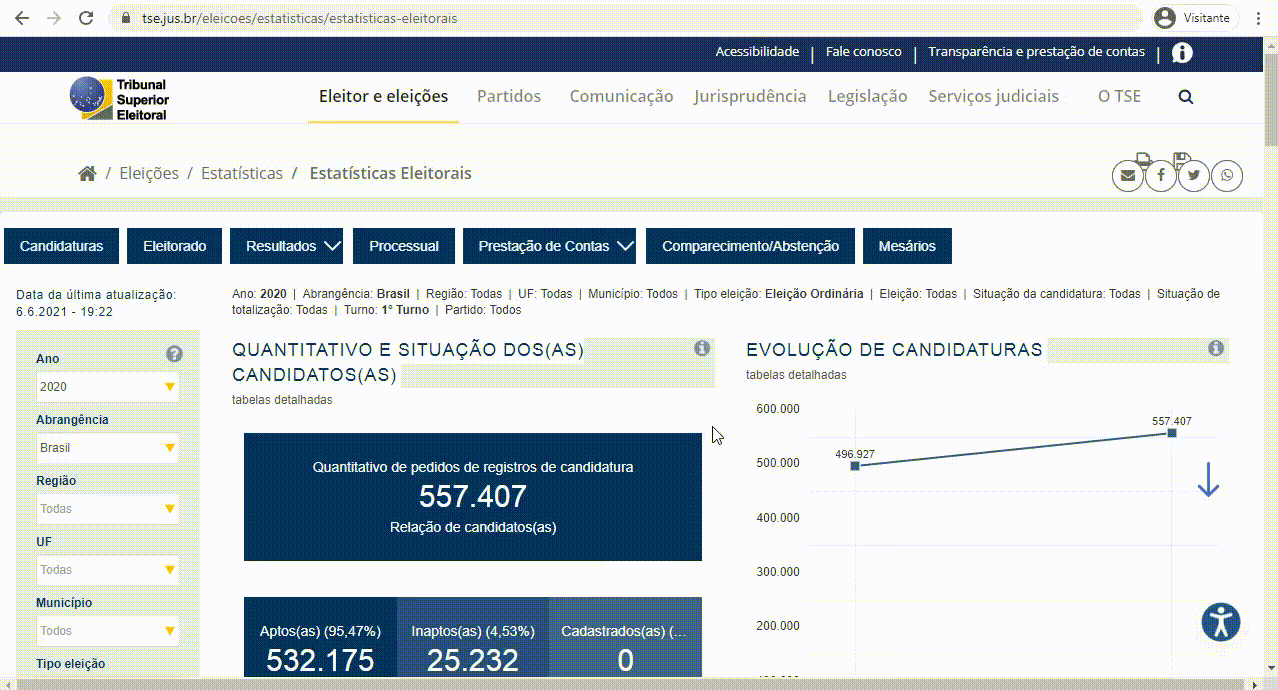 tse.jus.br/eleicoes/estatisticas/estatisticas-eleitorais
Visitante
Acessibilidade | Fale conosco | Transparência e prestação de contas |
Tribunal
Superior
Eleitoral
Eleitor e eleições Partidos Comunicação Jurisprudência Legislação Serviços judiciais O TSE
/ Eleições / Estatísticas / Estatísticas Eleitorais
Candidaturas Eleitorado Resultados Processual Prestação de Contas Comparecimento/Abstenção Mesários
Data da última atualização:
6.6.2021 - 19:22
Ano: 2020 | Abrangência: Brasil | Região: Todas | UF: Todas | Município: Todos | Tipo eleição: Eleição Ordinária | Eleição: Todas | Situação da candidatura: Todas | Situação de
totalização: Todas | Turno: 1º Turno | Partido: Todos
Ano
2020
Abrangência
Brasil
Região
Todas
UF
Todas
Município
Todos
Tipo eleição
QUANTITATIVO E SITUAÇÃO DOS(AS)
CANDIDATOS(AS)
tabelas detalhadas
Quantitativo de pedidos de registros de candidatura
557.407
Relação de candidatos(as)
Aptos(as) (95,47%)
532.175
Inaptos(as) (4,53%)
25.232
Cadastrados(as) (...
0
EVOLUÇÃO DE CANDIDATURAS
tabelas detalhadas
600.000
500.000
400.000
300.000
200.000
496.927
557.407